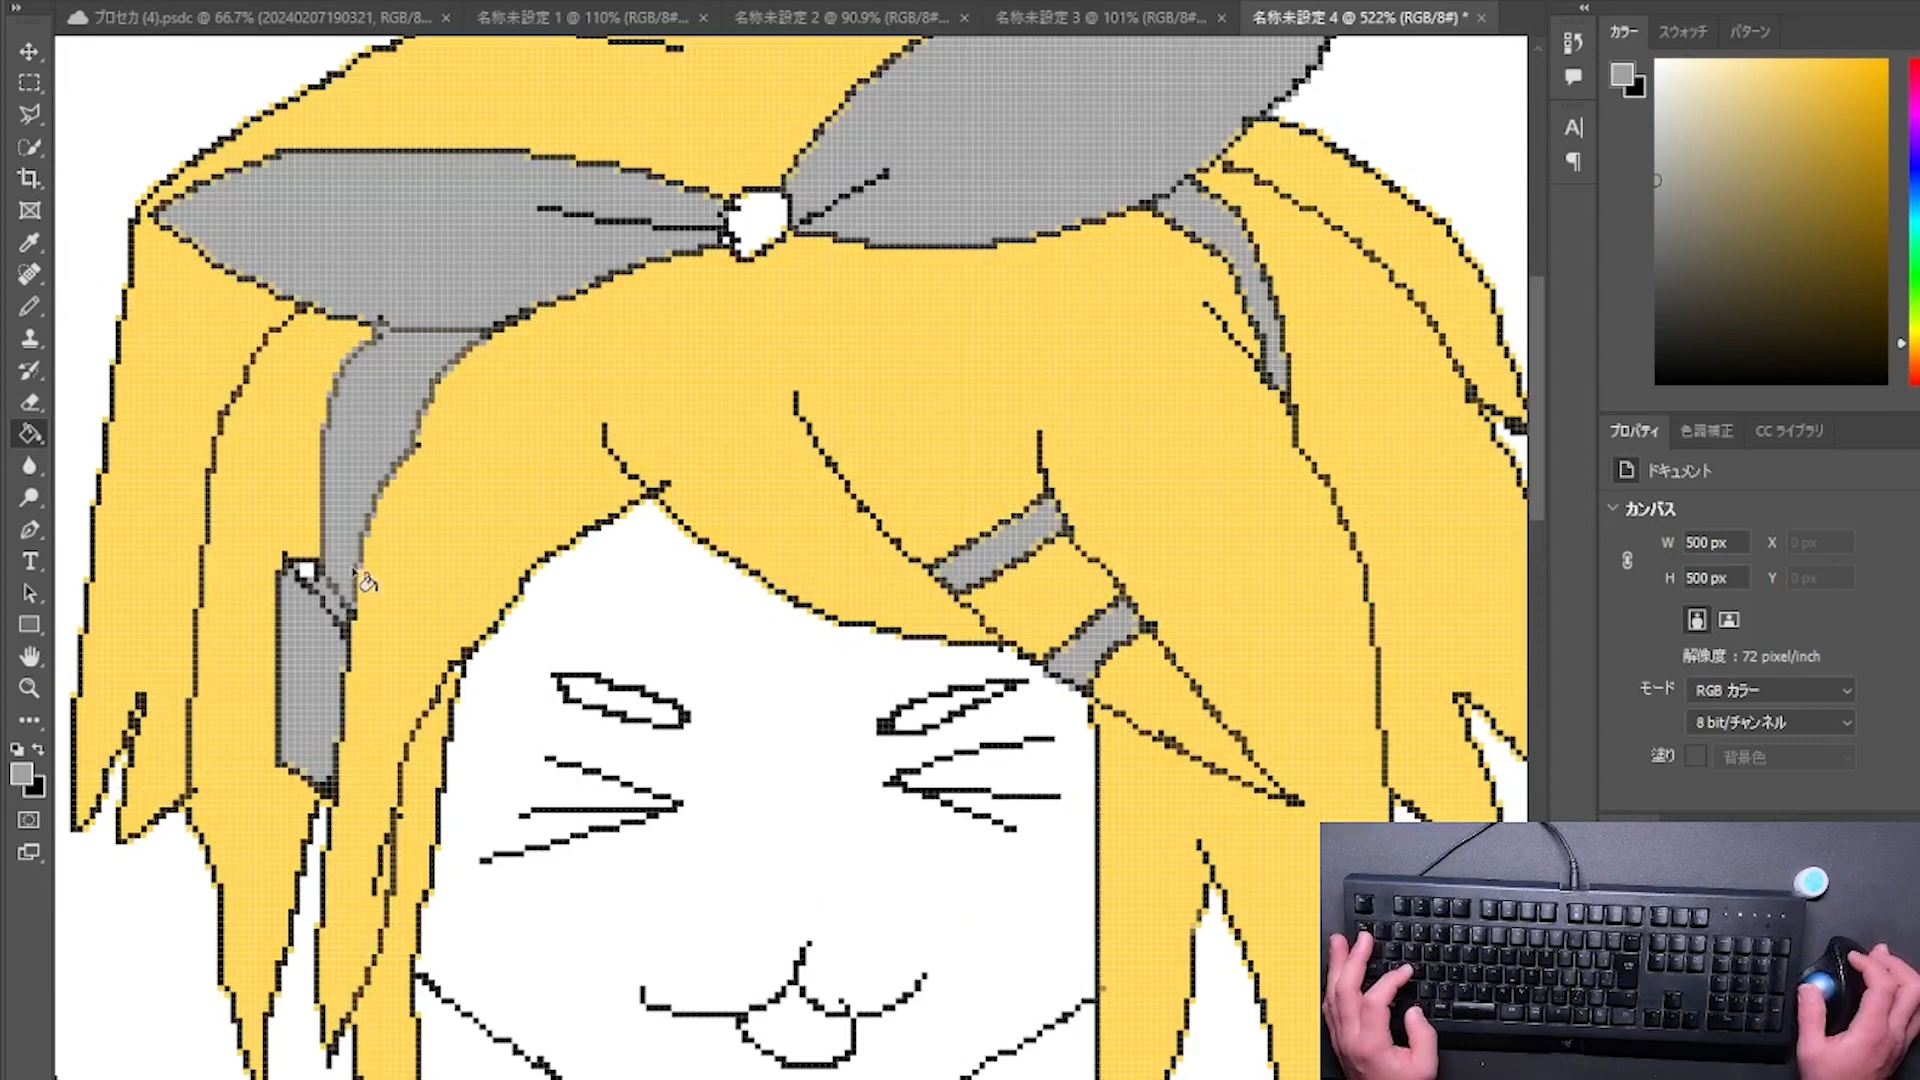 プロセカ (4).psdc @ 66.7% (20240207190321, RGB/8... ×
名称未設定 1 @ 110% (RGB/8#... ×
名称未設定 2 @ 90.9% (RGB/8#... ×
名称未設定 3 @ 101% (RGB/8#... ×
名称未設定 4 @ 522% (RGB/8#) * ×
カラー スウォッチ パターン
プロパティ 色調補正 CC ライブラリ
ドキュメント
カンバス
W 500 px X 0 px
H 500 px Y 0 px
解像度 : 72 pixel/inch
モード RGB カラー
8 bit/チャンネル
塗り 背景色